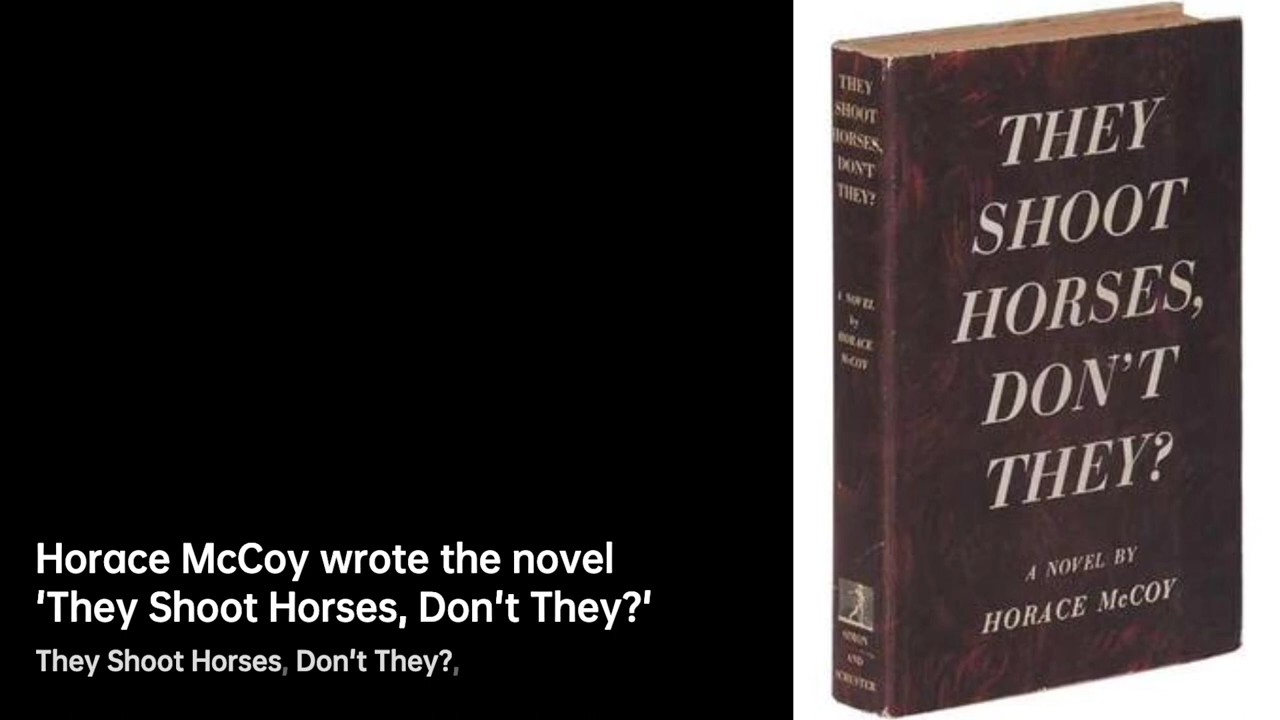 Horace McCoy wrote the novel
'They Shoot Horses, Don't They?'
They Shoot Horses, Don't They?,
THEY
SHOOT
HORSES,
DON'T
THEY?
A NOVEL
by
HORACE
McCOY
SIMON
AND
SCHUSTER
THEY
SHOOT
HORSES,
DON'T
THEY?
A NOVEL BY
HORACE McCOY